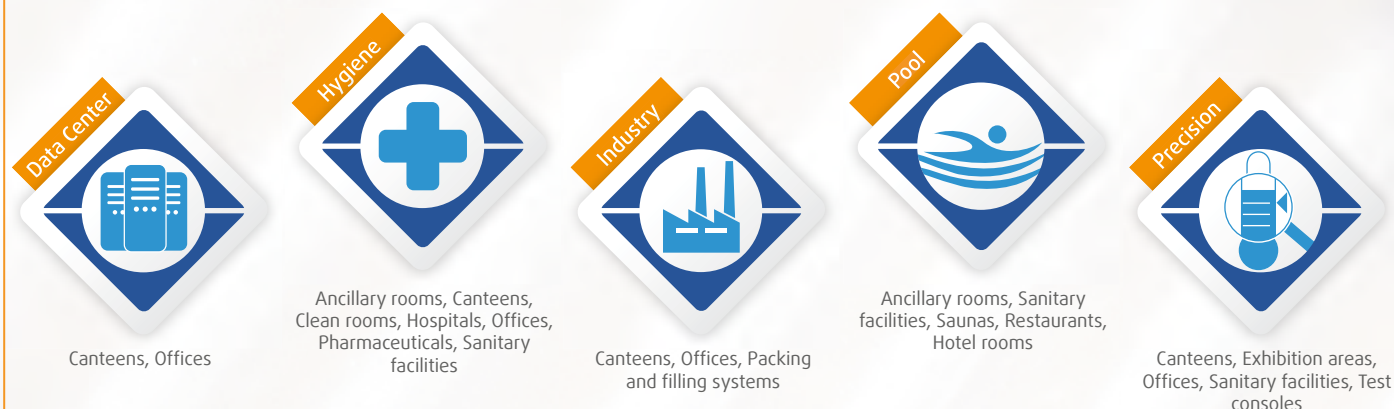 Data Center
Canteens, Offices
Hygiene
Ancillary rooms, Canteens,
Clean rooms, Hospitals, Offices,
Pharmaceuticals, Sanitary
facilities
Industry
Canteens, Offices, Packing
and filling systems
Pool
Ancillary rooms, Sanitary
facilities, Saunas, Restaurants,
Hotel rooms
Precision
Canteens, Exhibition areas,
Offices, Sanitary facilities, Test
consoles